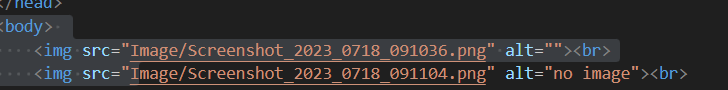 </head>
<body>
<img src="Image/Screenshot_2023_0718_091036.png" alt=""><br>
<img src="Image/Screenshot_2023_0718_091104.png" alt="no image"><br>